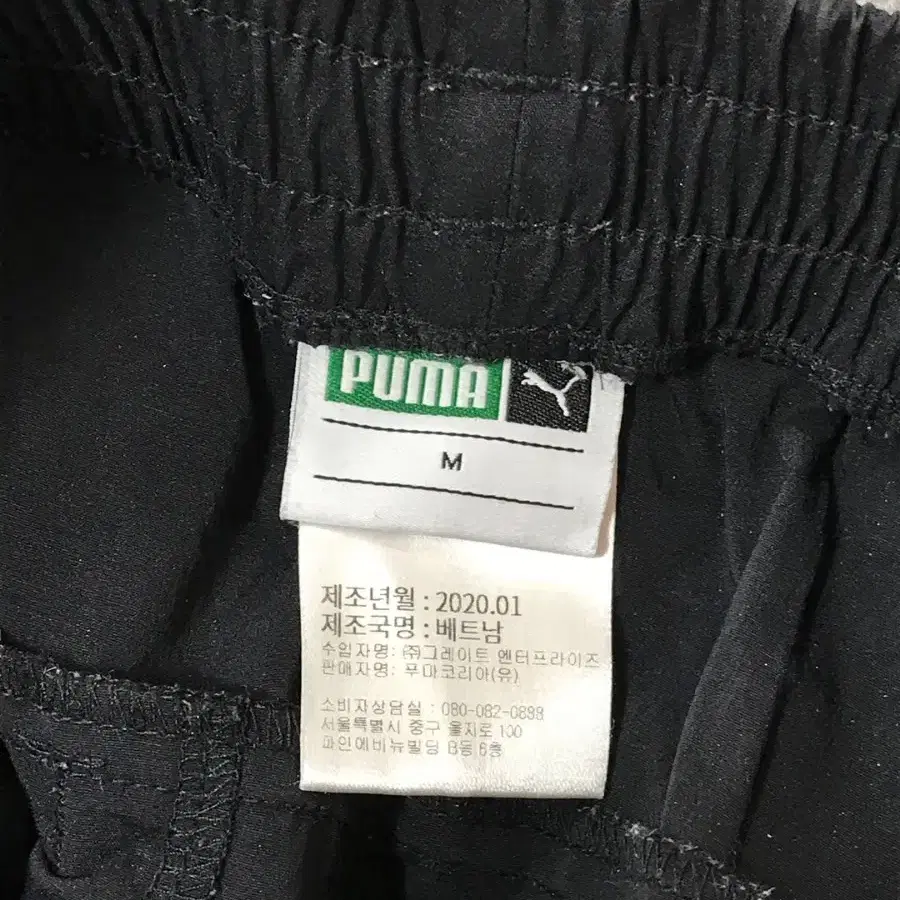 PUMA
M
제조년월 : 2020.01
제조국명 : 베트남
수입자명: ㈜그레이트 엔터프라이즈
판매자명: 푸마코리아(유)
소비자상담실 : 080-082-0898
서울특별시 중구 을지로 100
파인에비뉴빌딩 B동 6층